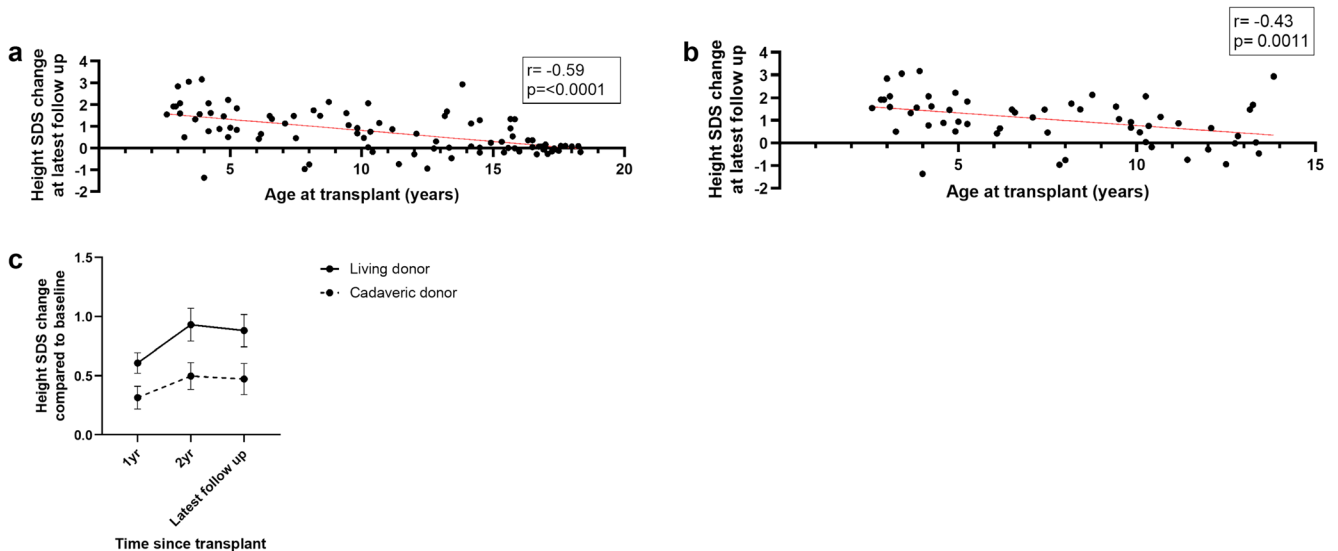 a
r= -0.59
p=<0.0001
Height SDS change
at latest follow up
4
3
2
1
0
-1
-2
5
10
15
20
Age at transplant (years)
b
r= -0.43
p= 0.0011
Height SDS change
at latest follow up
4
3
2
1
0
-1
-2
5
10
15
Age at transplant (years)
c
Height SDS change
compared to baseline
1.5
1.0
0.5
0.0
1yr
2yr
Latest follow up
Time since transplant
Living donor
Cadaveric donor